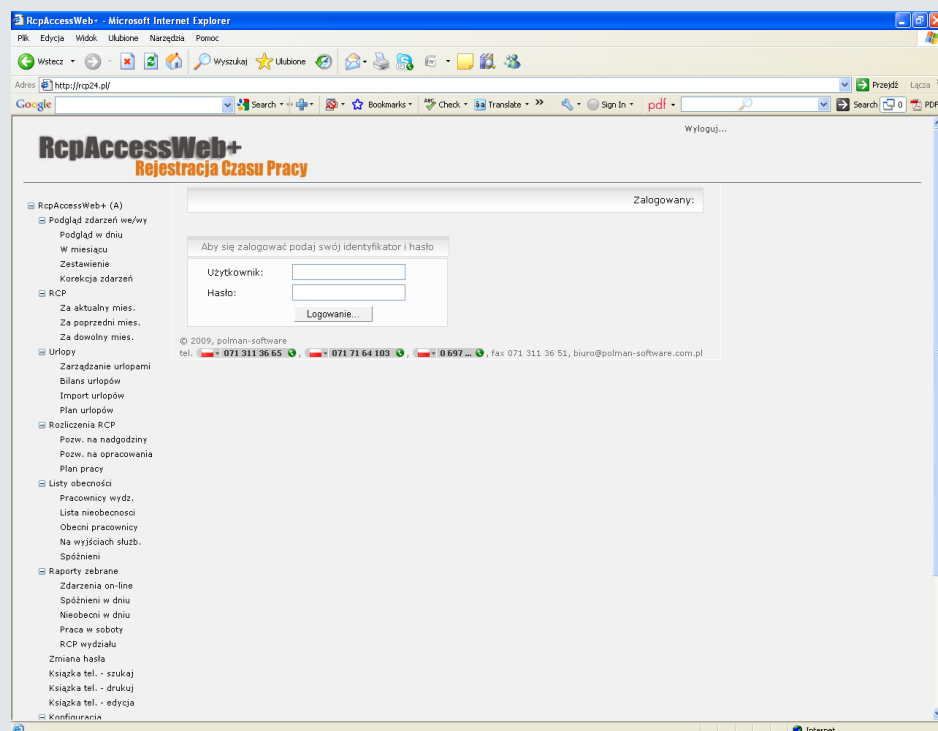 RcpAccessWeb+ - Microsoft Internet Explorer
Plik Edycja Widok Ulubione Narzędzia Pomoc
Wstecz Wyszukaj Ulubione
Adres http://rcp24.pl/ Przejdź Łącza
Google Search Bookmarks Check Translate Sign In pdf Search 0 PDF
Wyloguj...
RcpAccessWeb+
Rejestracja Czasu Pracy
Zalogowany:
RcpAccessWeb+ (A)
Podgląd zdarzeń we/wy
Podgląd w dniu
W miesiącu
Zestawienie
Korekcja zdarzeń
RCP
Za aktualny mies.
Za poprzedni mies.
Za dowolny mies.
Urlopy
Zarządzanie urlopami
Bilans urlopów
Import urlopów
Plan urlopów
Rozliczenia RCP
Pozw. na nadgodziny
Pozw. na opracowania
Plan pracy
Listy obecności
Pracownicy wydz.
Lista nieobecnosci
Obecni pracownicy
Na wyjściach służb.
Spóźnieni
Raporty zebrane
Zdarzenia on-line
Spóźnieni w dniu
Nieobecni w dniu
Praca w soboty
RCP wydziału
Zmiana hasła
Ksiązka tel. - szukaj
Ksiązka tel. - drukuj
Ksiązka tel. - edycja
Konfiguracja
Aby się zalogować podaj swój identyfikator i hasło
Użytkownik:
Hasło:
Logowanie...
© 2009, polman-software
tel. 071 311 36 65 , 071 71 64 103 , 0 697 ... , fax 071 311 36 51, biuro@polman-software.com.pl
Internet